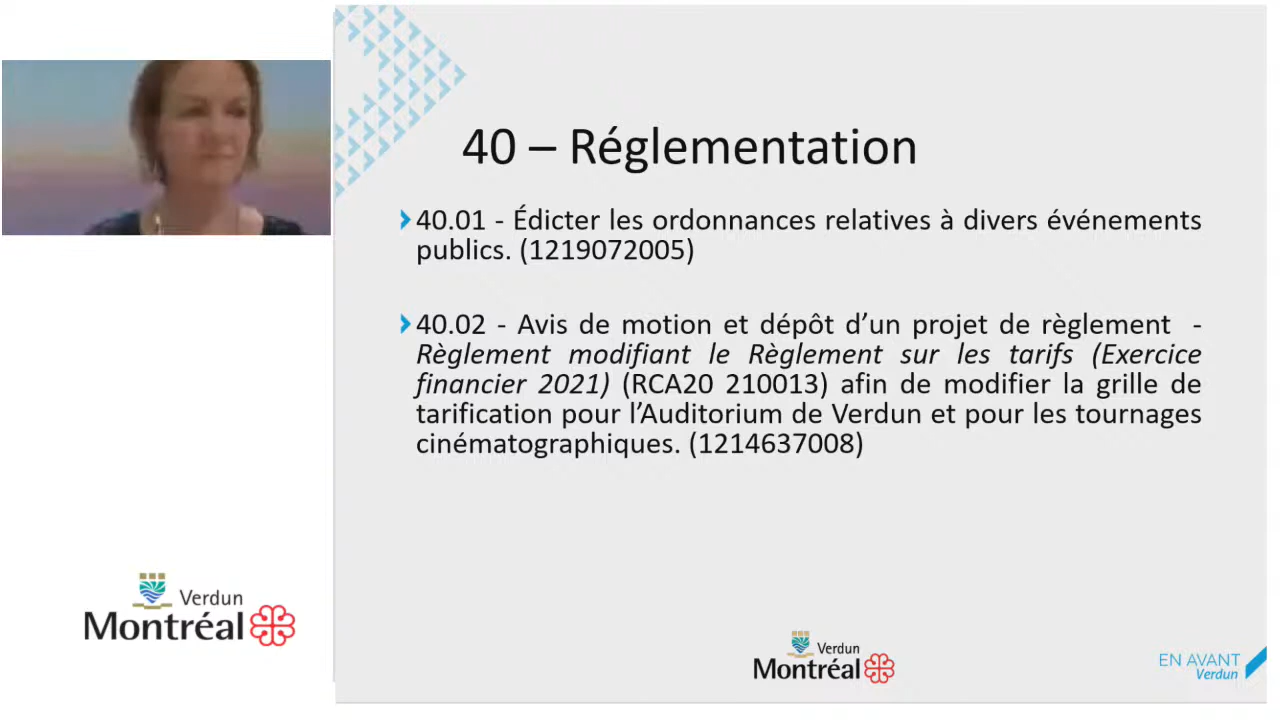 40 – Réglementation
40.01 - Édicter les ordonnances relatives à divers événements
publics. (1219072005)
40.02 - Avis de motion et dépôt d’un projet de règlement -
Règlement modifiant le Règlement sur les tarifs (Exercice
financier 2021) (RCA20 210013) afin de modifier la grille de
tarification pour l’Auditorium de Verdun et pour les tournages
cinématographiques. (1214637008)
Verdun
Montréal
Verdun
Montréal
EN AVANT
Verdun